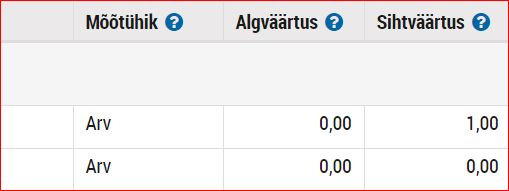 Mõõtühik ? Algväärtus ? Sihtväärtus ?
Arv 0,00 1,00
Arv 0,00 0,00